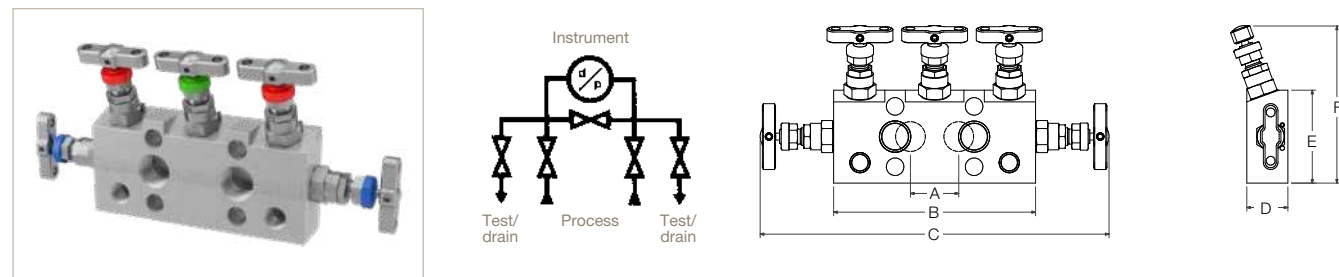 Instrument
d/p
Test/
drain
Process
Test/
drain
A
B
C
D
E
F